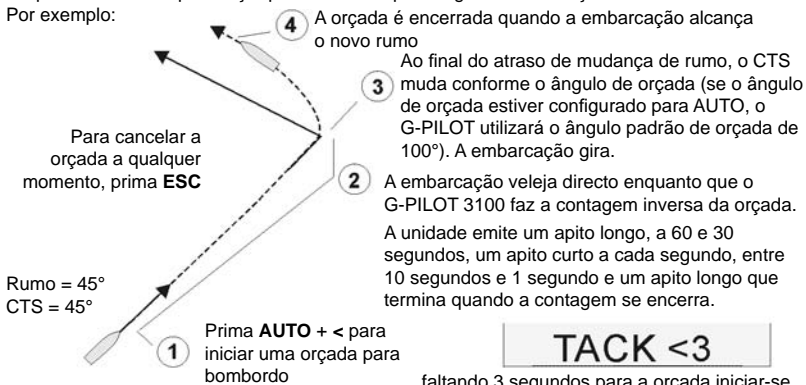 Por exemplo:
4 A orçada é encerrada quando a embarcação alcança
o novo rumo
3 Ao final do atraso de mudança de rumo, o CTS
muda conforme o ângulo de orçada (se o ângulo
de orçada estiver configurado para AUTO, o
G-PILOT utilizará o ângulo padrão de orçada de
100°). A embarcação gira.
Para cancelar a
orçada a qualquer
momento, prima ESC
2 A embarcação veleja directo enquanto que o
G-PILOT 3100 faz a contagem inversa da orçada.
A unidade emite um apito longo, a 60 e 30
segundos, um apito curto a cada segundo, entre
10 segundos e 1 segundo e um apito longo que
termina quando a contagem se encerra.
Rumo = 45°
CTS = 45°
1 Prima AUTO + < para
iniciar uma orçada para
bombordo
TACK <3
faltando 3 segundos para a orçada iniciar-se